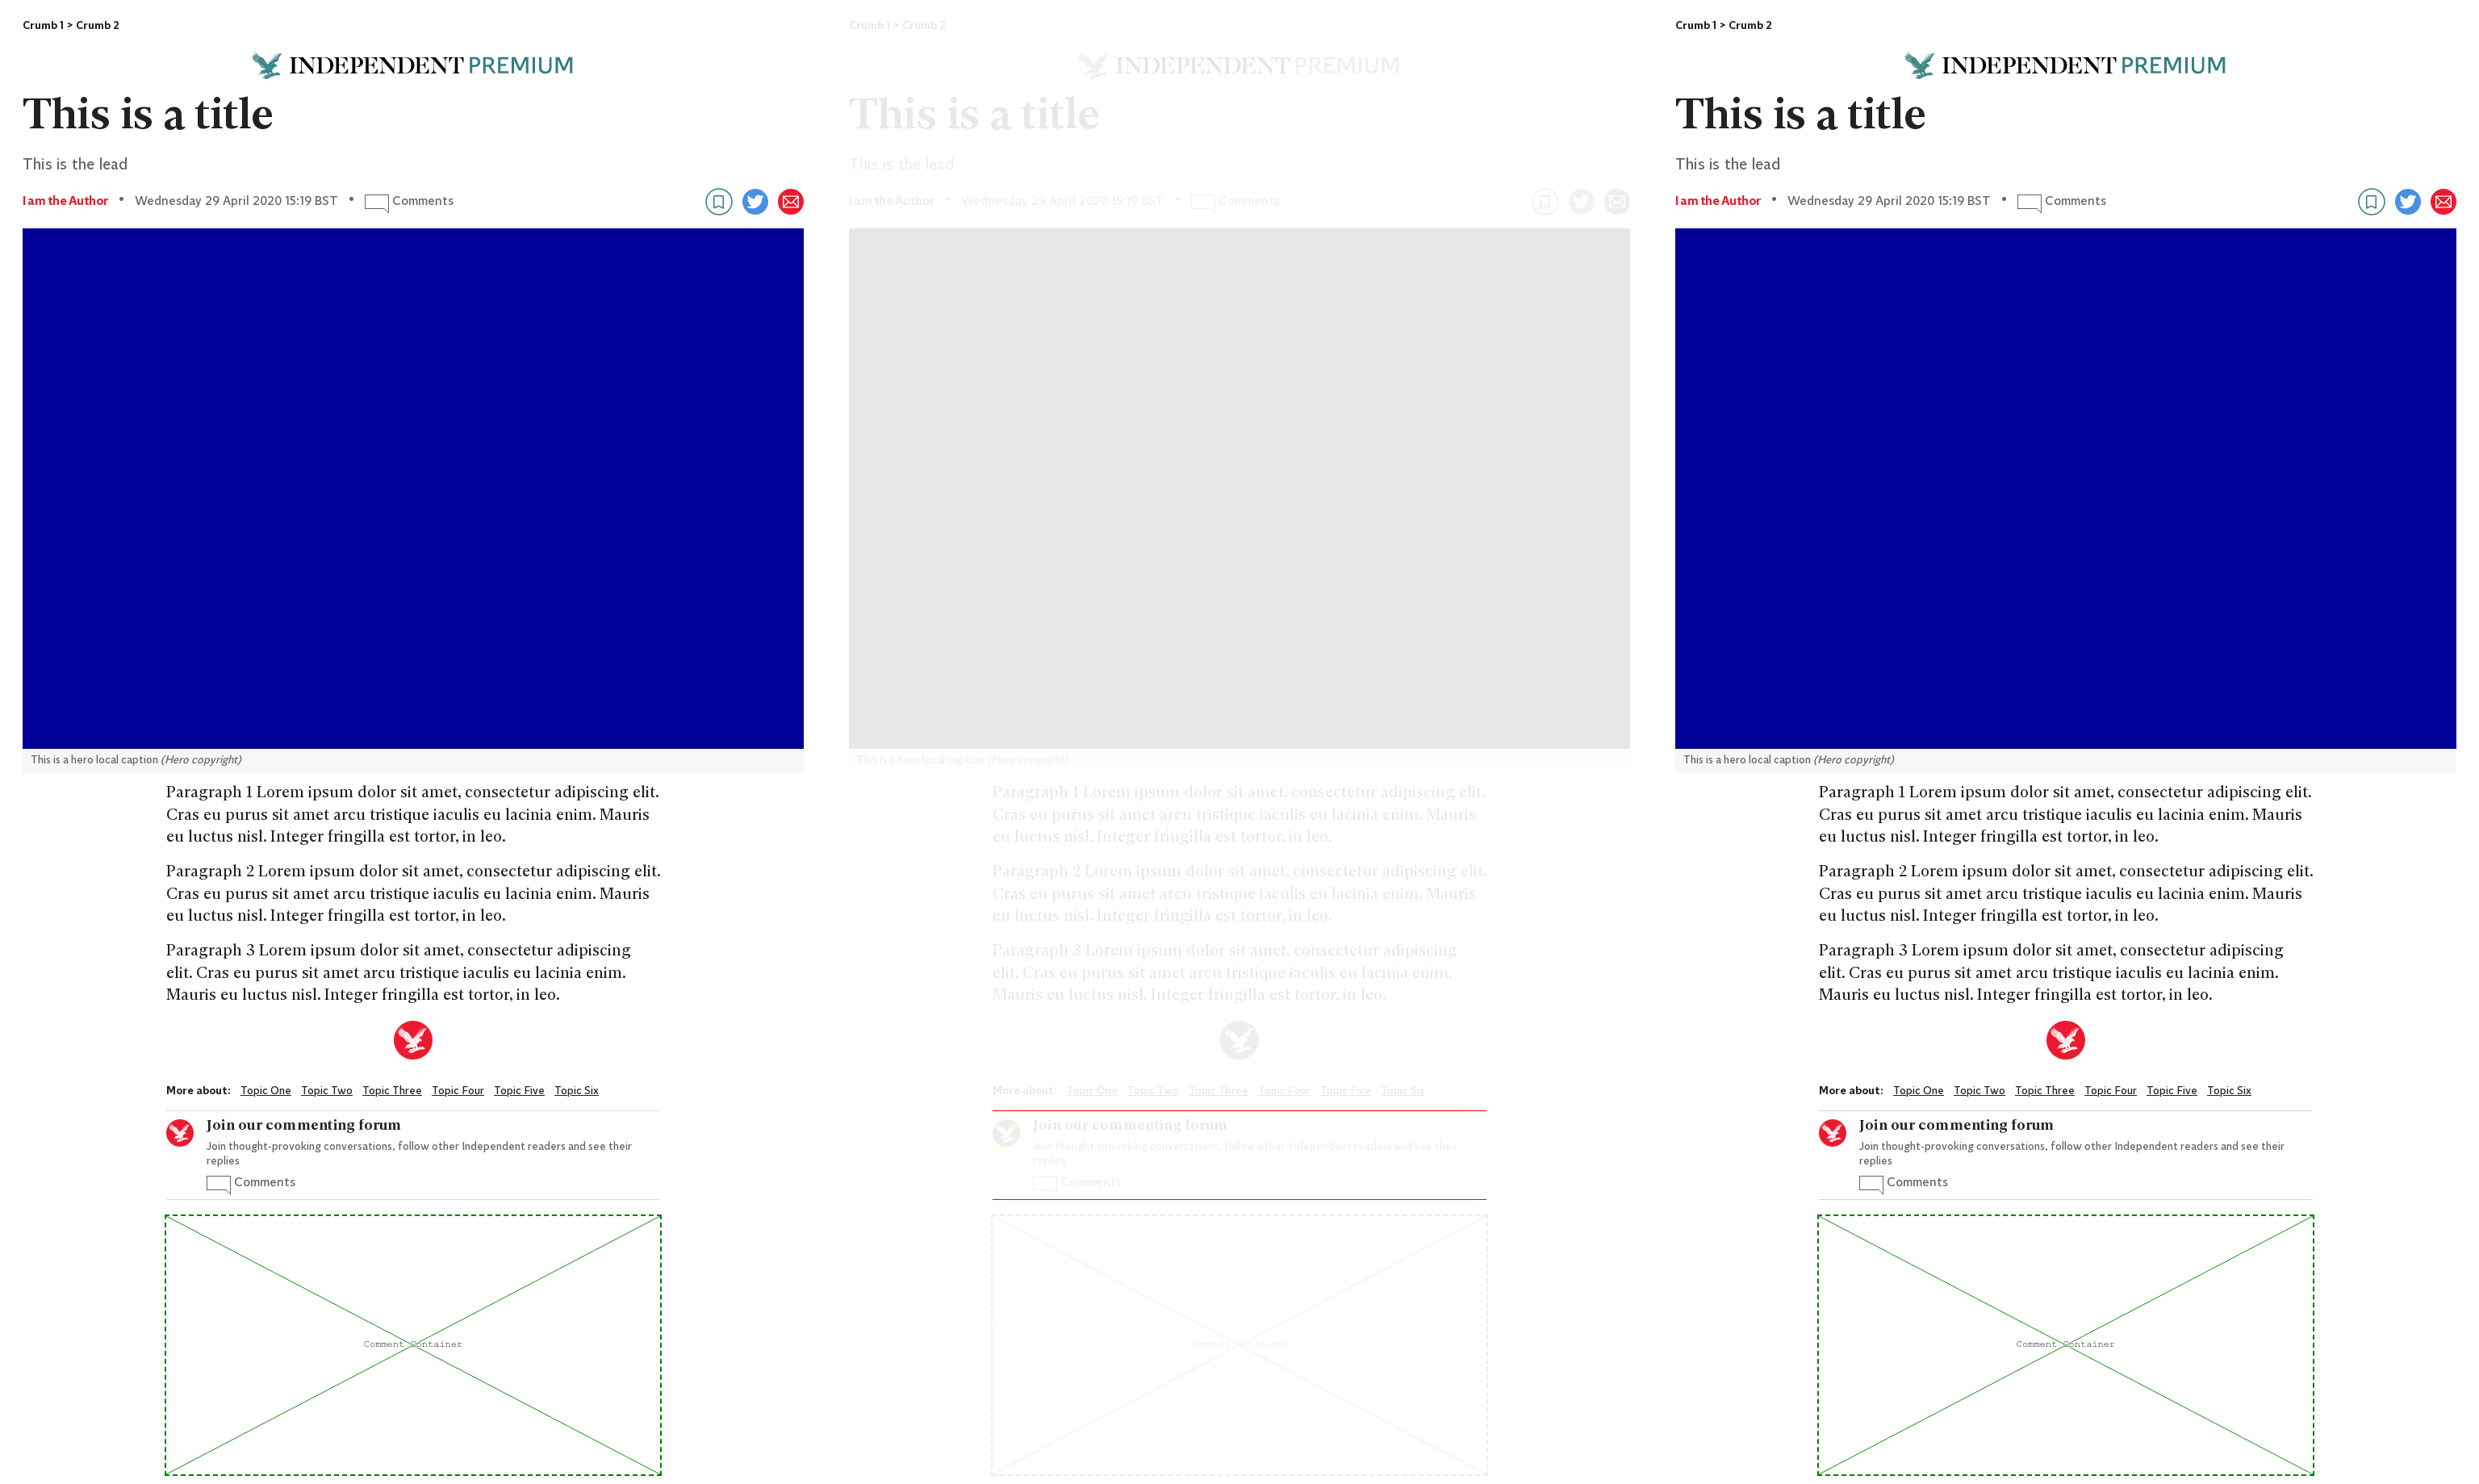 Crumb 1 > Crumb 2
INDEPENDENT PREMIUM
This is a title
This is the lead
I am the Author • Wednesday 29 April 2020 15:19 BST • Comments
This is a hero local caption (Hero copyright)
Paragraph 1 Lorem ipsum dolor sit amet, consectetur adipiscing elit.
Cras eu purus sit amet arcu tristique iaculis eu lacinia enim. Mauris
eu luctus nisl. Integer fringilla est tortor, in leo.
Paragraph 2 Lorem ipsum dolor sit amet, consectetur adipiscing elit.
Cras eu purus sit amet arcu tristique iaculis eu lacinia enim. Mauris
eu luctus nisl. Integer fringilla est tortor, in leo.
Paragraph 3 Lorem ipsum dolor sit amet, consectetur adipiscing
elit. Cras eu purus sit amet arcu tristique iaculis eu lacinia enim.
Mauris eu luctus nisl. Integer fringilla est tortor, in leo.
More about: Topic One Topic Two Topic Three Topic Four Topic Five Topic Six
Join our commenting forum
Join thought-provoking conversations, follow other Independent readers and see their
replies
Comments
Comment Container
Crumb 1 > Crumb 2
INDEPENDENT PREMIUM
This is a title
This is the lead
I am the Author • Wednesday 29 April 2020 15:19 BST • Comments
This is a hero local caption (Hero copyright)
Paragraph 1 Lorem ipsum dolor sit amet, consectetur adipiscing elit.
Cras eu purus sit amet arcu tristique iaculis eu lacinia enim. Mauris
eu luctus nisl. Integer fringilla est tortor, in leo.
Paragraph 2 Lorem ipsum dolor sit amet, consectetur adipiscing elit.
Cras eu purus sit amet arcu tristique iaculis eu lacinia enim. Mauris
eu luctus nisl. Integer fringilla est tortor, in leo.
Paragraph 3 Lorem ipsum dolor sit amet, consectetur adipiscing
elit. Cras eu purus sit amet arcu tristique iaculis eu lacinia enim.
Mauris eu luctus nisl. Integer fringilla est tortor, in leo.
More about: Topic One Topic Two Topic Three Topic Four Topic Five Topic Six
Join our commenting forum
Join thought-provoking conversations, follow other Independent readers and see their
replies
Comments
Comment Container
Crumb 1 > Crumb 2
INDEPENDENT PREMIUM
This is a title
This is the lead
I am the Author • Wednesday 29 April 2020 15:19 BST • Comments
This is a hero local caption (Hero copyright)
Paragraph 1 Lorem ipsum dolor sit amet, consectetur adipiscing elit.
Cras eu purus sit amet arcu tristique iaculis eu lacinia enim. Mauris
eu luctus nisl. Integer fringilla est tortor, in leo.
Paragraph 2 Lorem ipsum dolor sit amet, consectetur adipiscing elit.
Cras eu purus sit amet arcu tristique iaculis eu lacinia enim. Mauris
eu luctus nisl. Integer fringilla est tortor, in leo.
Paragraph 3 Lorem ipsum dolor sit amet, consectetur adipiscing
elit. Cras eu purus sit amet arcu tristique iaculis eu lacinia enim.
Mauris eu luctus nisl. Integer fringilla est tortor, in leo.
More about: Topic One Topic Two Topic Three Topic Four Topic Five Topic Six
Join our commenting forum
Join thought-provoking conversations, follow other Independent readers and see their
replies
Comments
Comment Container